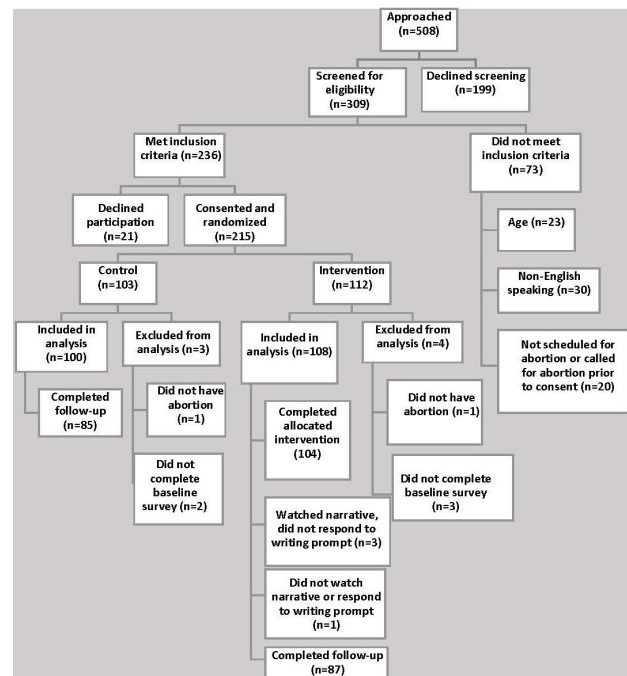 Approached
(n=508)
Screened for
eligibility
(n=309)
Declined screening
(n=199)
Met inclusion
criteria (n=236)
Did not meet
inclusion criteria
(n=73)
Declined
participation
(n=21)
Consented and
randomized
(n=215)
Age (n=23)
Non-English
speaking (n=30)
Not scheduled for
abortion or called
for abortion prior
to consent (n=20)
Control
(n=103)
Intervention
(n=112)
Included in
analysis
(n=100)
Excluded from
analysis (n=3)
Included in
analysis (n=108)
Excluded from
analysis (n=4)
Completed
follow-up
(n=85)
Did not have
abortion
(n=1)
Did not
complete
baseline
survey (n=2)
Completed
allocated
intervention
(104)
Watched narrative,
did not respond to
writing prompt (n=3)
Did not watch
narrative or respond
to writing prompt
(n=1)
Completed follow-up
(n=87)
Did not have
abortion (n=1)
Did not complete
baseline survey
(n=3)